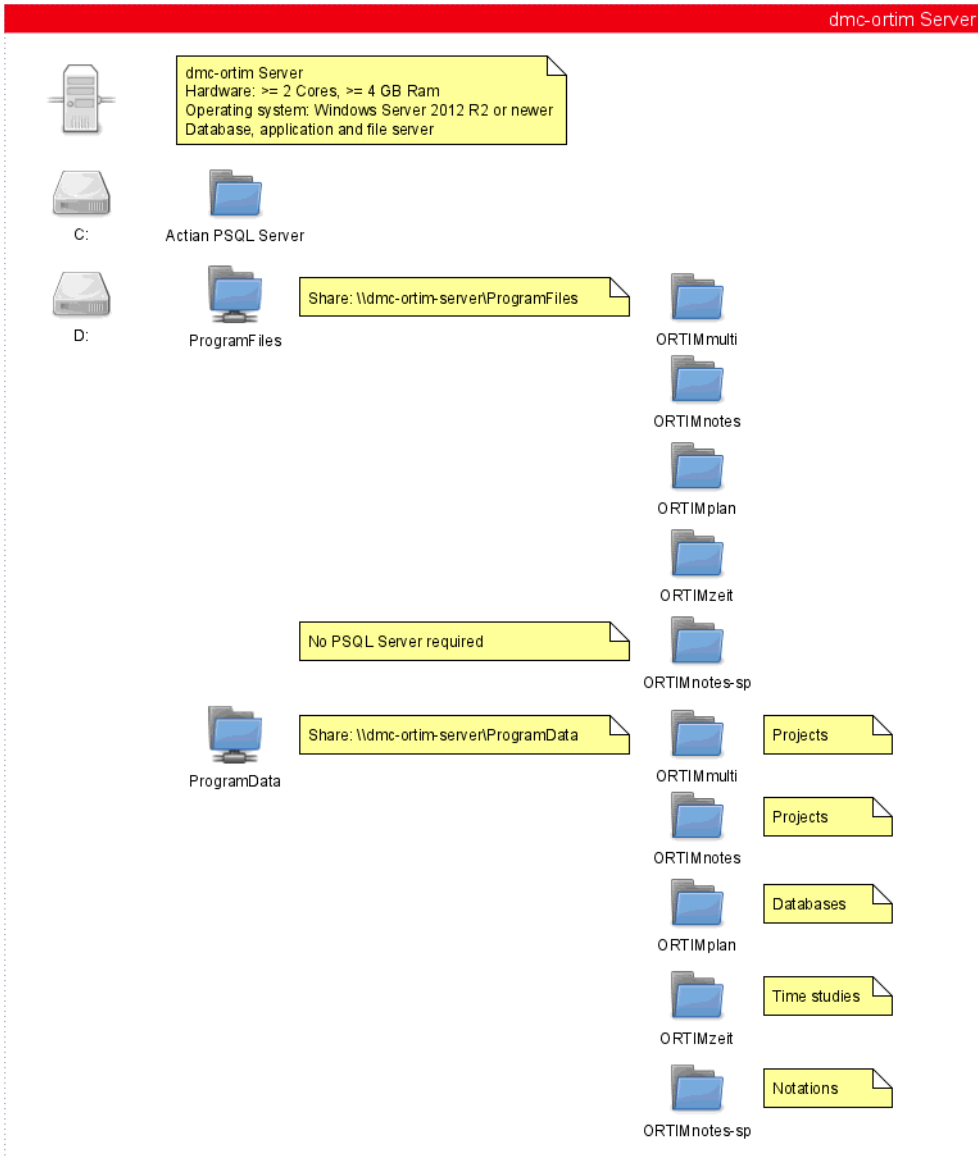 dmc-ortim Server
dmc-ortim Server
Hardware: >= 2 Cores, >= 4 GB Ram
Operating system: Windows Server 2012 R2 or newer
Database, application and file server
C:
Actian PSQL Server
D:
ProgramFiles
Share: \\dmc-ortim-server\ProgramFiles
ORTIMmulti
ORTIMnotes
ORTIMplan
ORTIMzeit
No PSQL Server required
ORTIMnotes-sp
ProgramData
Share: \\dmc-ortim-server\ProgramData
ORTIMmulti
Projects
ORTIMnotes
Projects
ORTIMplan
Databases
ORTIMzeit
Time studies
ORTIMnotes-sp
Notations